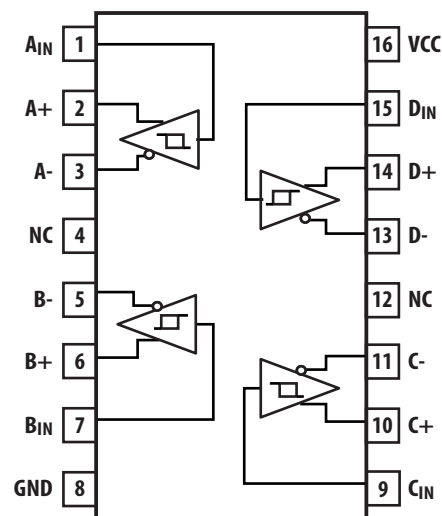 AIN 1
A+ 2
A- 3
NC 4
B- 5
B+ 6
BIN 7
GND 8
16 VCC
15 DIN
14 D+
13 D-
12 NC
11 C-
10 C+
9 CIN